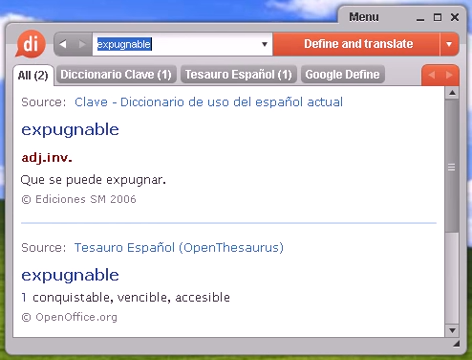 Menu
di
expugnable
Define and translate
All (2)
Diccionario Clave (1)
Tesauro Español (1)
Google Define
Source: Clave - Diccionario de uso del español actual
expugnable
adj.inv.
Que se puede expugnar.
© Ediciones SM 2006
Source: Tesauro Español (OpenThesaurus)
expugnable
1 conquistable, vencible, accesible
© OpenOffice.org